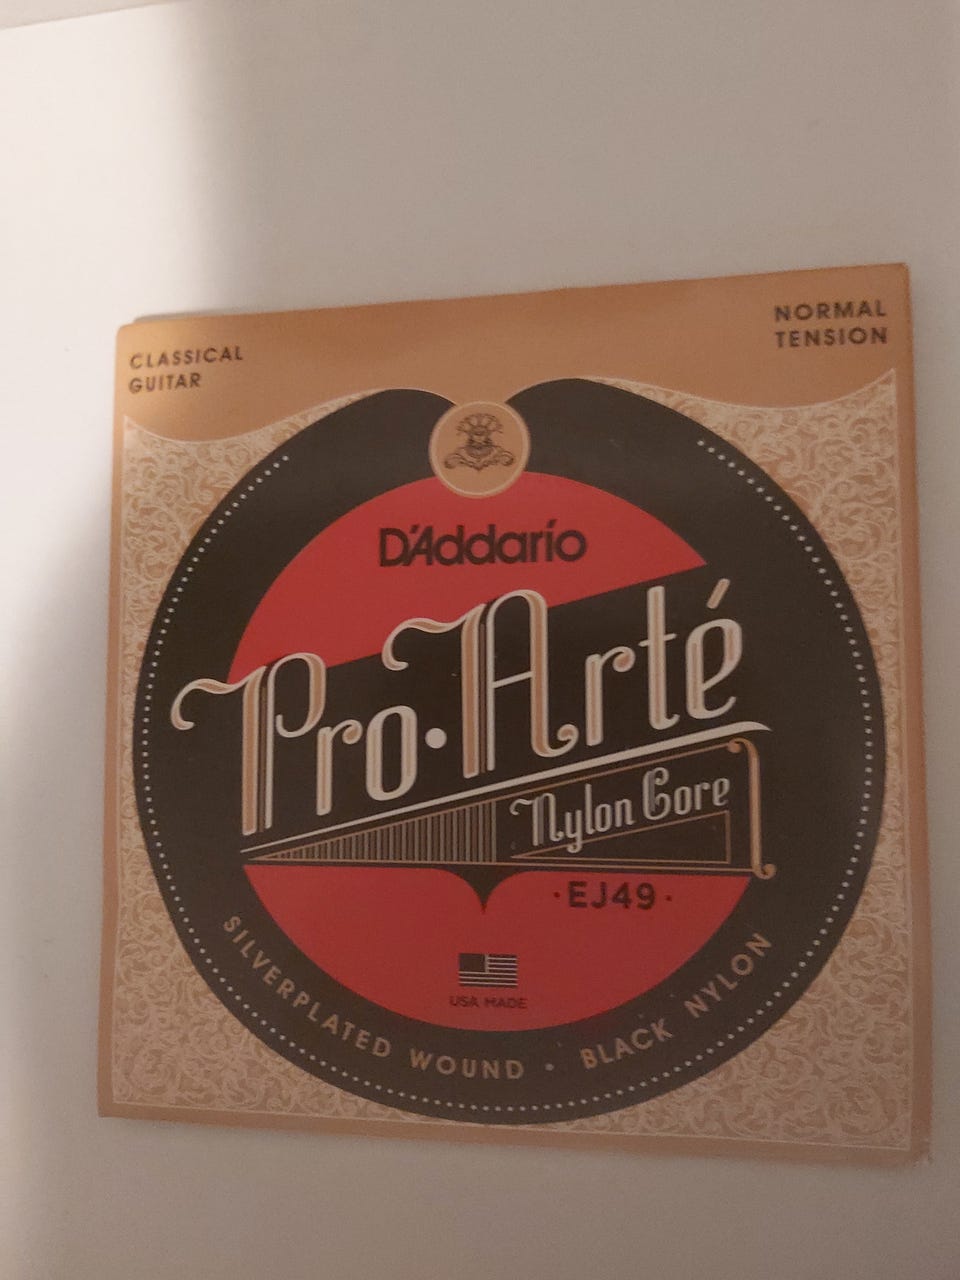 CLASSICAL
GUITAR
NORMAL
TENSION
D'Addario
Pro·Arté
Nylon Core
·EJ49·
USA MADE
SILVERPLATED WOUND · BLACK NYLON